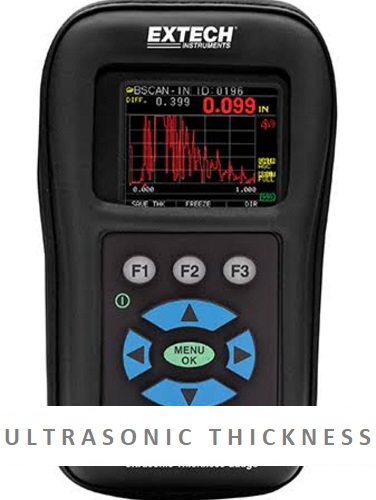 EXTECH
INSTRUMENTS
BSCAN-IN ID:0196
DIFF. 0.399 0.099 IN
0.000 1.000
SAVE THK FREEZE DIR
F1 F2 F3
MENU
OK
ULTRASONIC THICKNESS